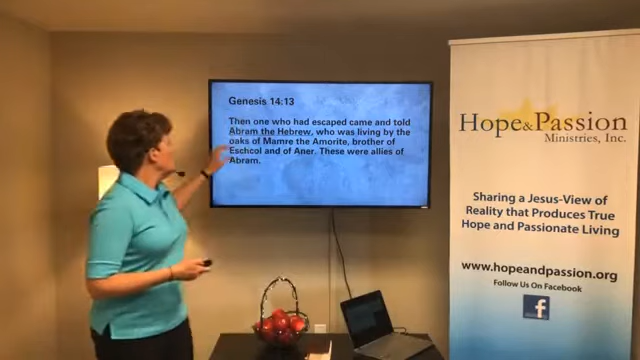 Genesis 14:13
Then one who had escaped came and told
Abram the Hebrew, who was living by the
oaks of Mamre the Amorite, brother of
Eschcol and of Aner. These were allies of
Abram.
Hope&Passion
Ministries, Inc.
Sharing a Jesus-View of
Reality that Produces True
Hope and Passionate Living
www.hopeandpassion.org
Follow Us On Facebook
f